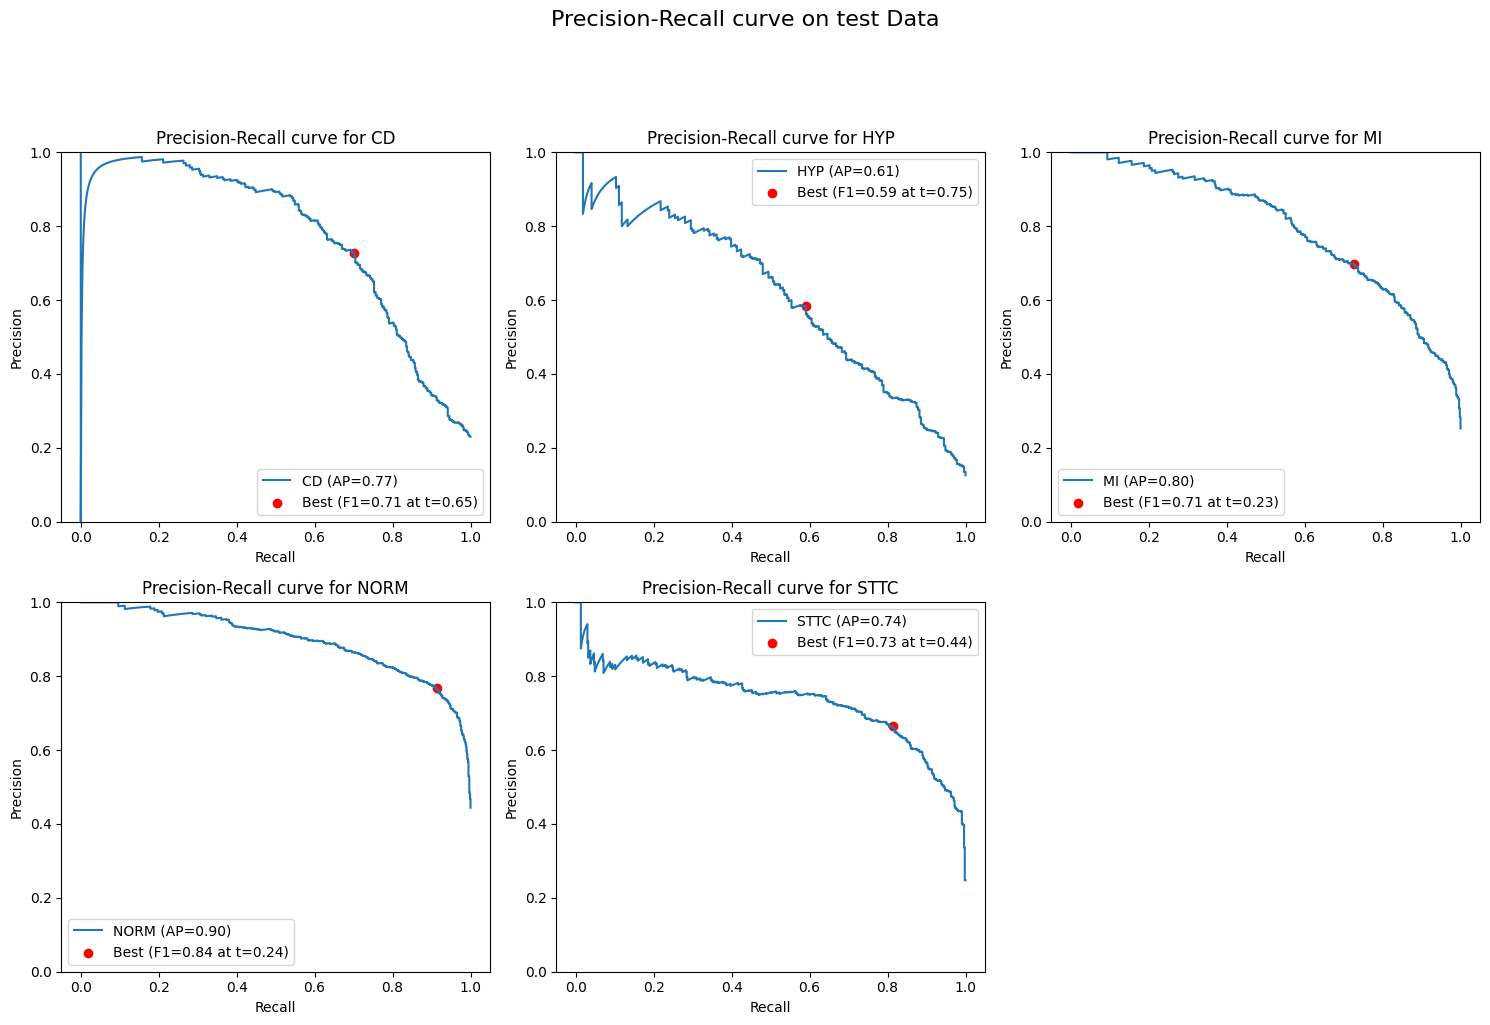 Precision-Recall curve on test Data
Precision-Recall curve for CD
1.0
0.8
0.6
0.4
0.2
0.0
Precision
0.0 0.2 0.4 0.6 0.8 1.0
Recall
CD (AP=0.77)
Best (F1=0.71 at t=0.65)
Precision-Recall curve for HYP
1.0
0.8
0.6
0.4
0.2
0.0
Precision
0.0 0.2 0.4 0.6 0.8 1.0
Recall
HYP (AP=0.61)
Best (F1=0.59 at t=0.75)
Precision-Recall curve for MI
1.0
0.8
0.6
0.4
0.2
0.0
Precision
0.0 0.2 0.4 0.6 0.8 1.0
Recall
MI (AP=0.80)
Best (F1=0.71 at t=0.23)
Precision-Recall curve for NORM
1.0
0.8
0.6
0.4
0.2
0.0
Precision
0.0 0.2 0.4 0.6 0.8 1.0
Recall
NORM (AP=0.90)
Best (F1=0.84 at t=0.24)
Precision-Recall curve for STTC
1.0
0.8
0.6
0.4
0.2
0.0
Precision
0.0 0.2 0.4 0.6 0.8 1.0
Recall
STTC (AP=0.74)
Best (F1=0.73 at t=0.44)